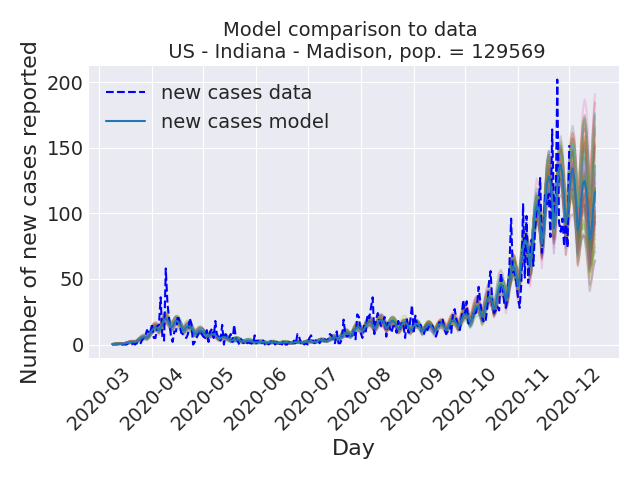 Model comparison to data
US - Indiana - Madison, pop. = 129569
Number of new cases reported
200
150
100
50
0
new cases data
new cases model
2020-03
2020-04
2020-05
2020-06
2020-07
2020-08
2020-09
2020-10
2020-11
2020-12
Day